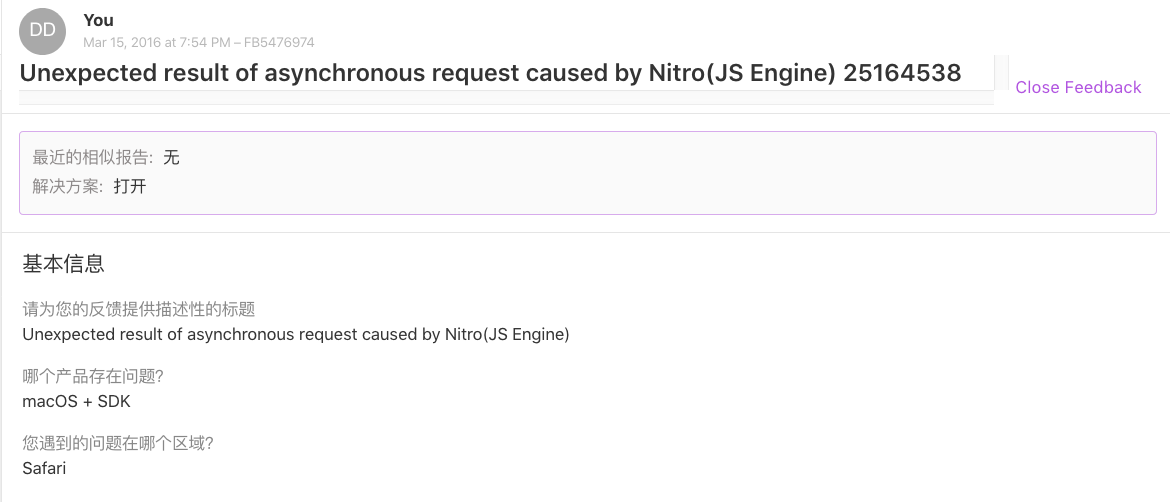 DD
You
Mar 15, 2016 at 7:54 PM – FB5476974
Unexpected result of asynchronous request caused by Nitro(JS Engine) 25164538
Close Feedback
最近的相似报告: 无
解决方案: 打开
基本信息
请为您的反馈提供描述性的标题
Unexpected result of asynchronous request caused by Nitro(JS Engine)
哪个产品存在问题?
macOS + SDK
您遇到的问题在哪个区域?
Safari